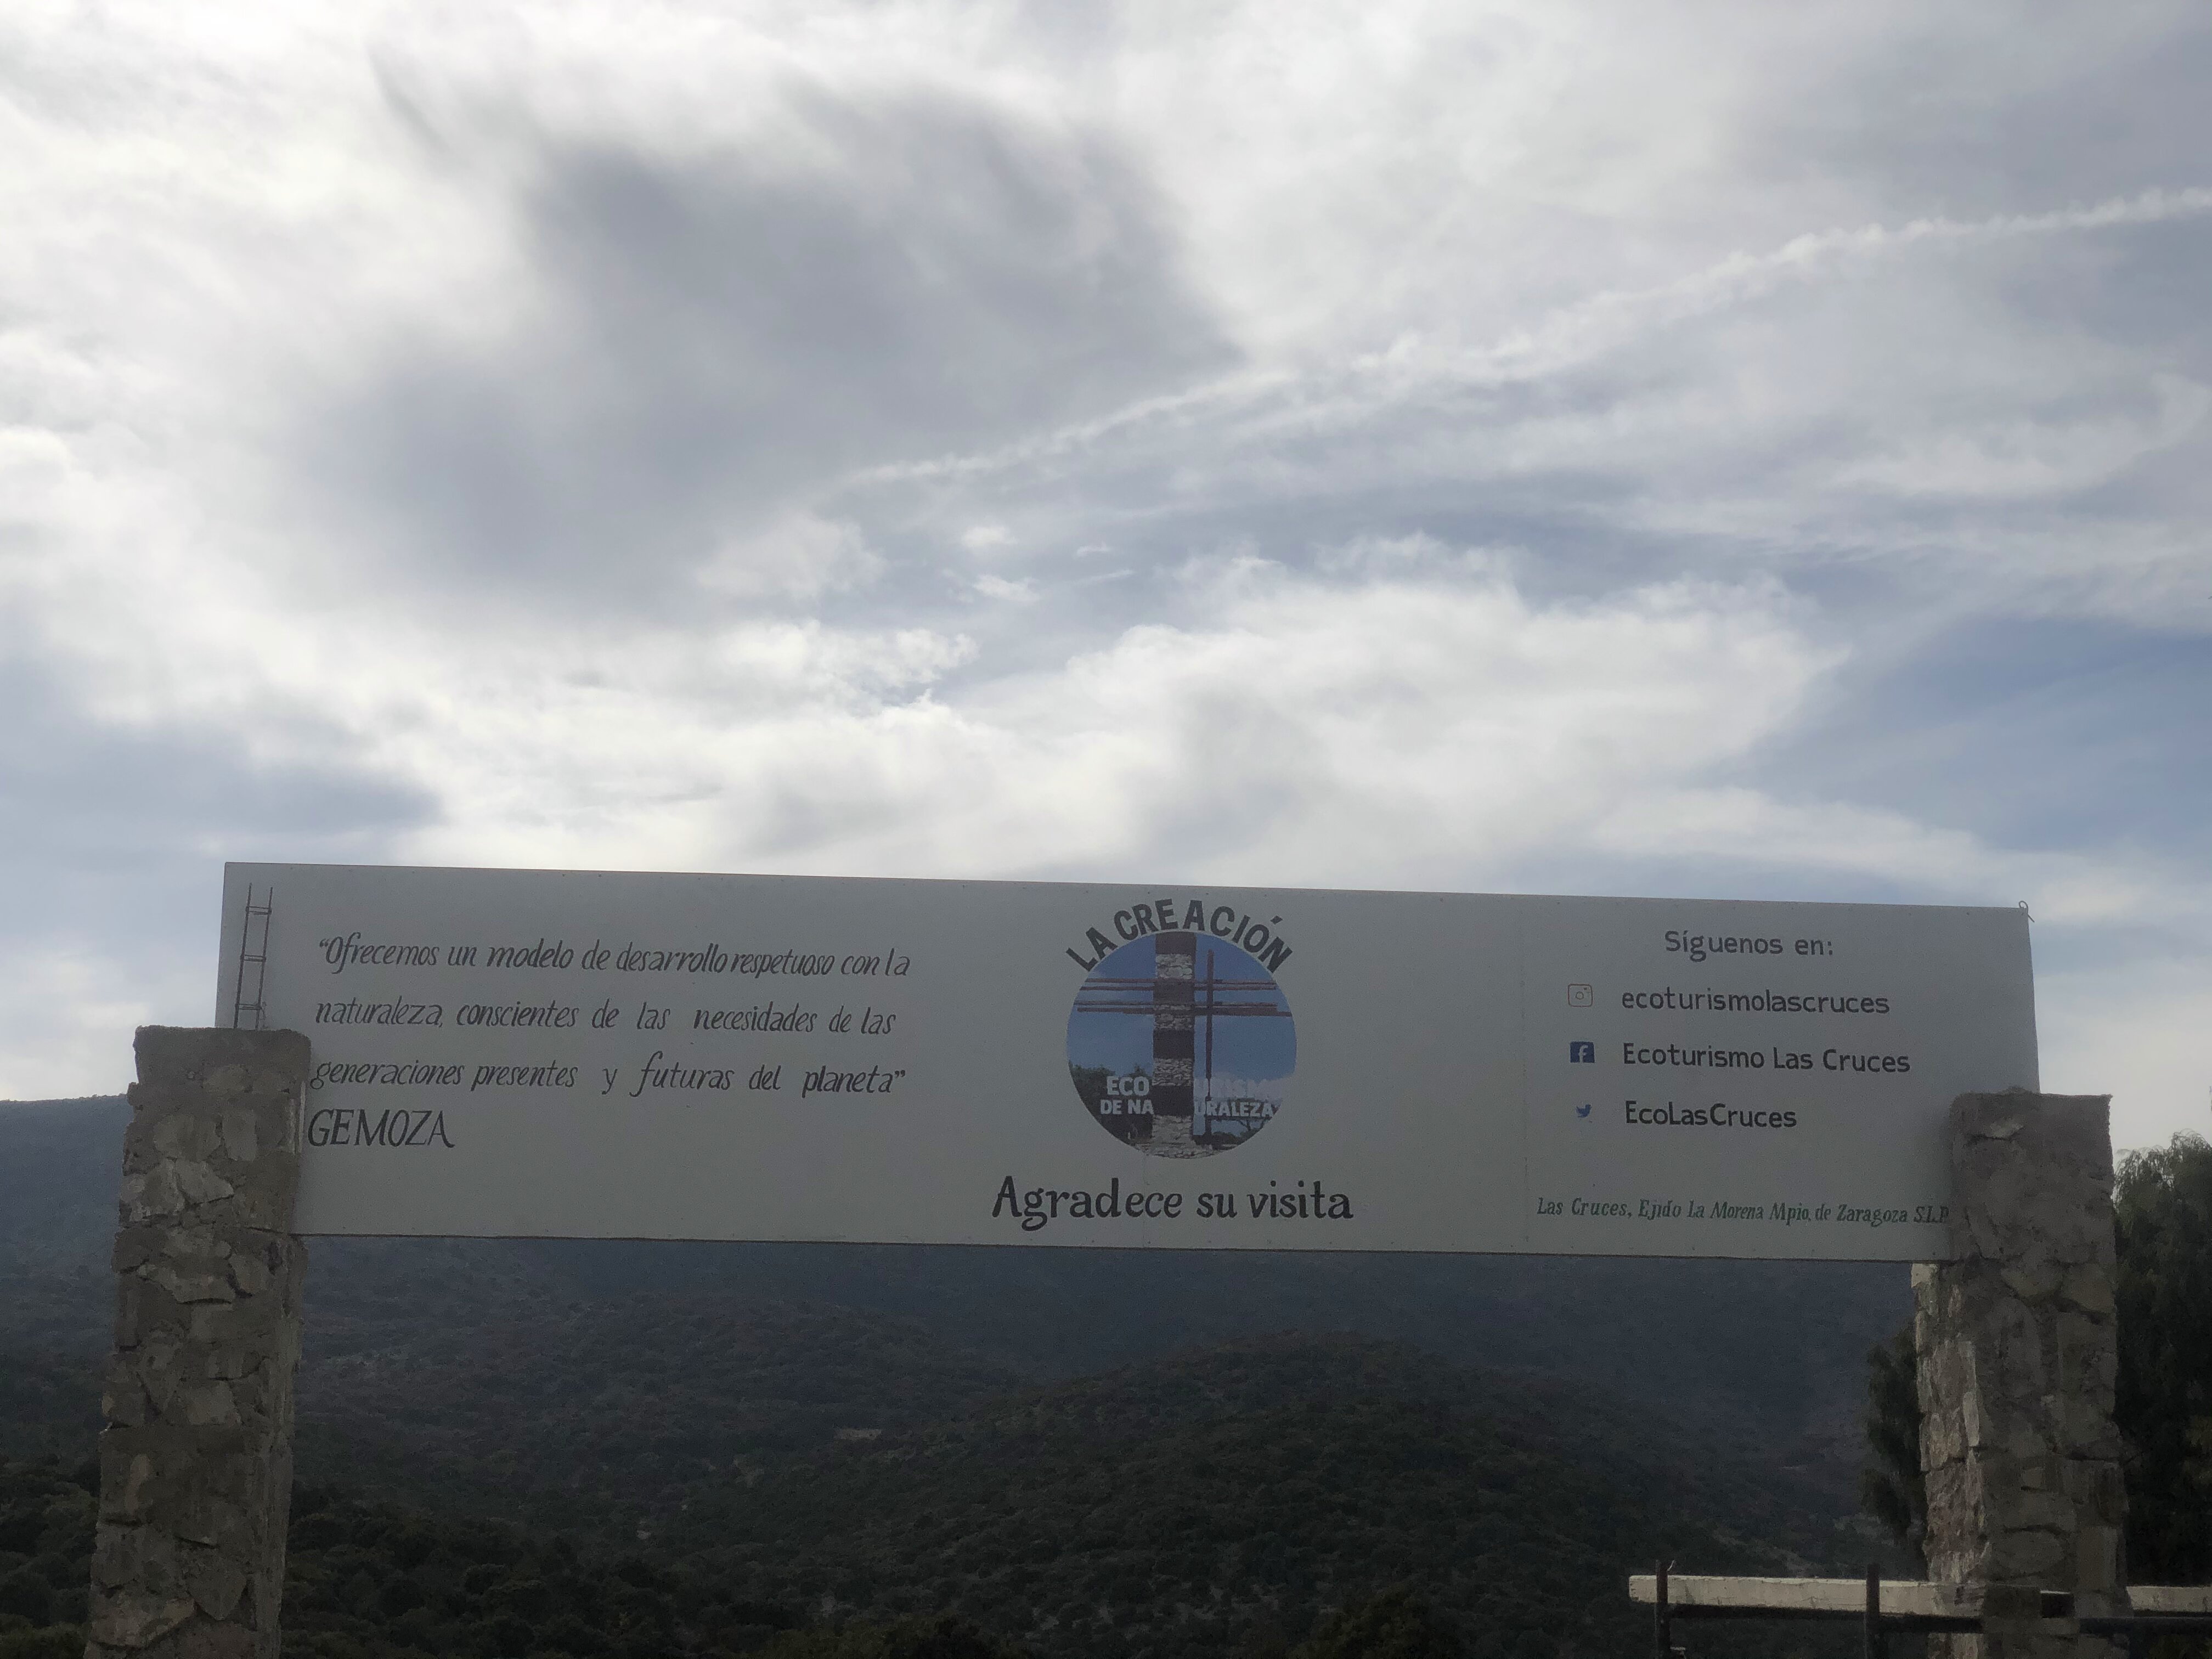 “Ofrecemos un modelo de desarrollo respetuoso con la
naturaleza, conscientes de las necesidades de las
generaciones presentes y futuras del planeta”
GEMOZA
LA CREACIÓN
ECO
DE NA URALEZA
Agradece su visita
Síguenos en:
ecoturismolascruces
Ecoturismo Las Cruces
EcoLasCruces
Las Cruces, Ejido La Morena Mpio, de Zaragoza S.L.P